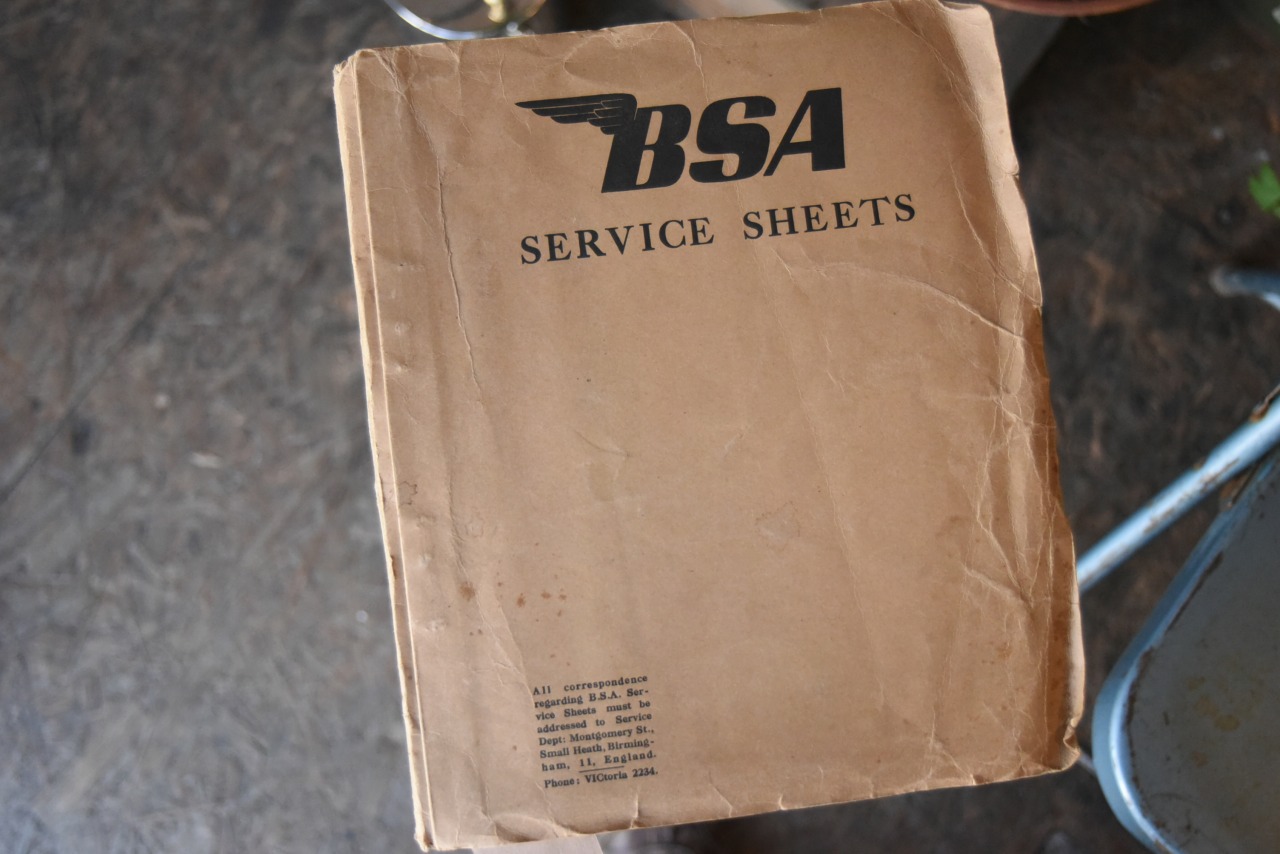 BSA
SERVICE SHEETS
All correspondence
regarding B.S.A. Ser-
vice Sheets must be
addressed to Service
Dept: Montgomery St.,
Small Heath, Birming-
ham, 11, England.
Phone: VICtoria 2234.